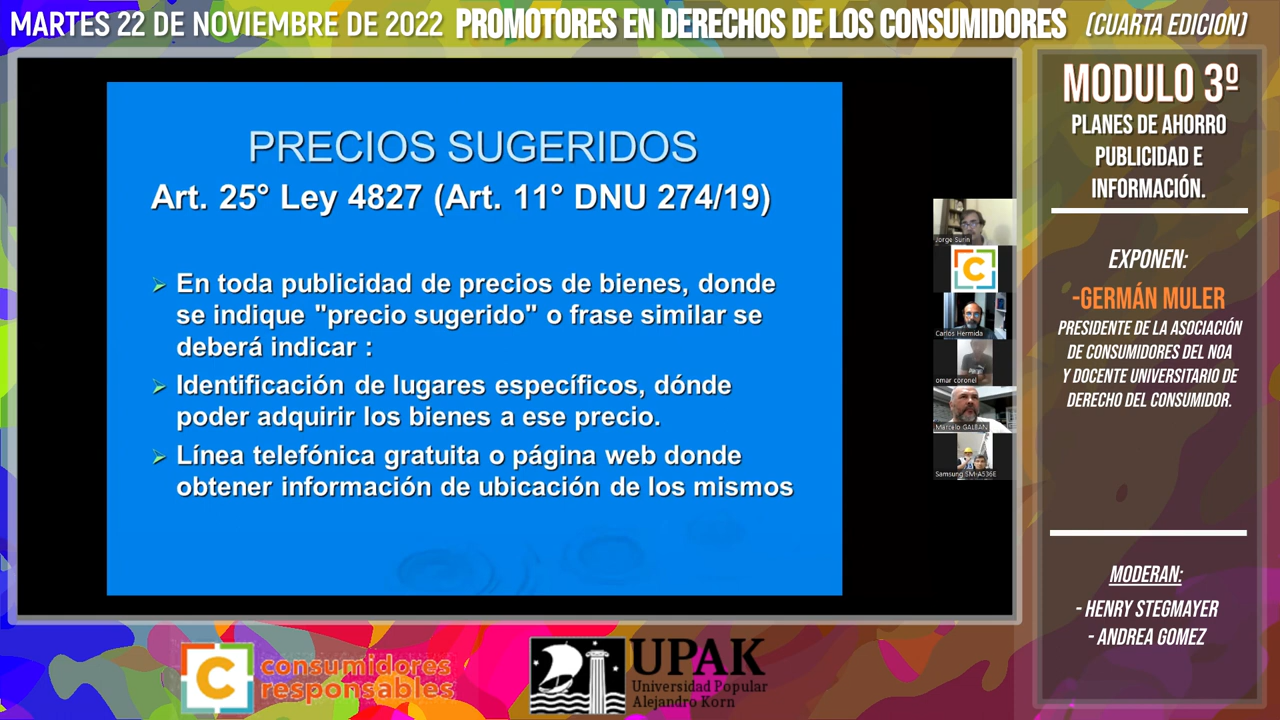 MARTES 22 DE NOVIEMBRE DE 2022 PROMOTORES EN DERECHOS DE LOS CONSUMIDORES (CUARTA EDICION)
PRECIOS SUGERIDOS
Art. 25° Ley 4827 (Art. 11° DNU 274/19)
En toda publicidad de precios de bienes, donde
se indique "precio sugerido" o frase similar se
deberá indicar :
Identificación de lugares específicos, dónde
poder adquirir los bienes a ese precio.
Línea telefónica gratuita o página web donde
obtener información de ubicación de los mismos
Jorge Surin
C
Carlos Hermida
omar coronel
Marcelo GALBAN
Samsung SM-A536E
MODULO 3º
PLANES DE AHORRO
PUBLICIDAD E
INFORMACIÓN.
EXPONEN:
-GERMÁN MULER
PRESIDENTE DE LA ASOCIACIÓN
DE CONSUMIDORES DEL NOA
Y DOCENTE UNIVERSITARIO DE
DERECHO DEL CONSUMIDOR.
MODERAN:
- HENRY STEGMAYER
- ANDREA GOMEZ
C consumidores
responsables
UPAK
Universidad Popular
Alejandro Korn